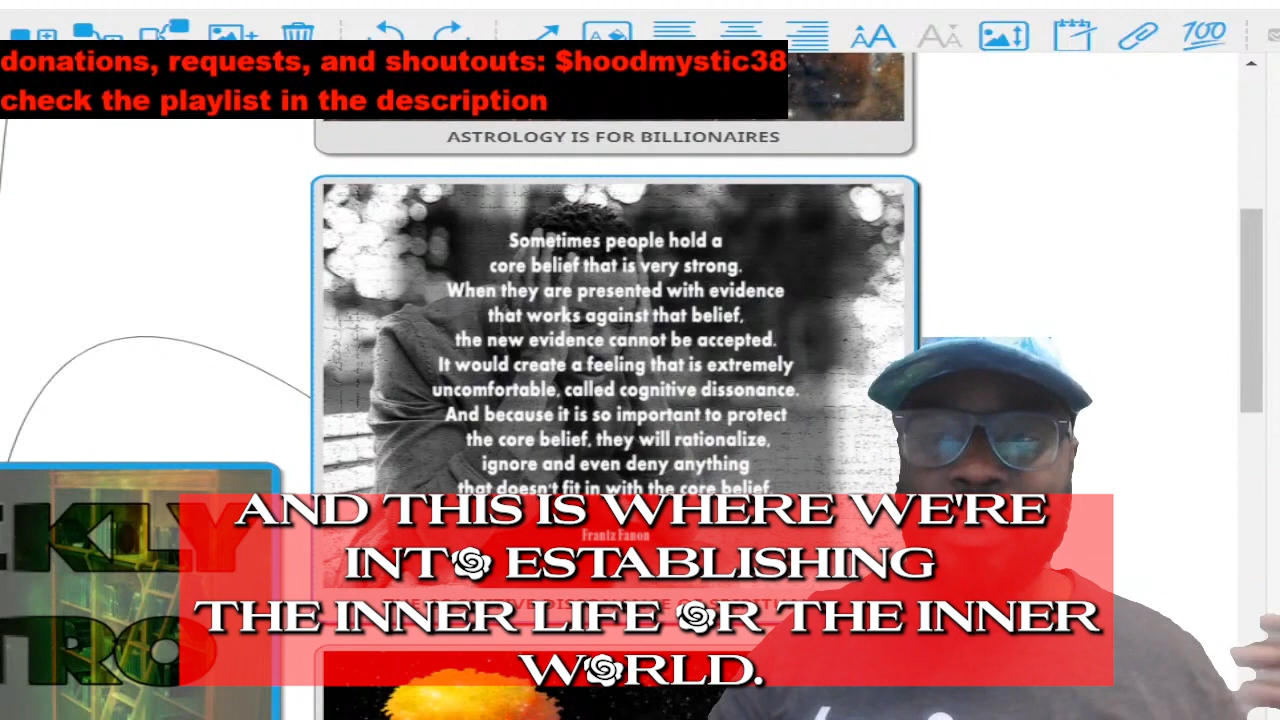 donations, requests, and shoutouts: $hoodmystic38
check the playlist in the description
ASTROLOGY IS FOR BILLIONAIRES
Sometimes people hold a
core belief that is very strong.
When they are presented with evidence
that works against that belief,
the new evidence cannot be accepted.
It would create a feeling that is extremely
uncomfortable, called cognitive dissonance.
And because it is so important to protect
the core belief, they will rationalize,
ignore and even deny anything
that doesn't fit in with the core belief.
Frantz Fanon
AND THIS IS WHERE WE'RE
INTO ESTABLISHING
THE INNER LIFE OR THE INNER
WORLD.